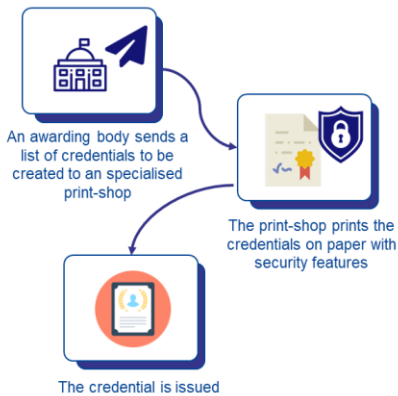 An awarding body sends a
list of credentials to be
created to an specialised
print-shop
The print-shop prints the
credentials on paper with
security features
The credential is issued